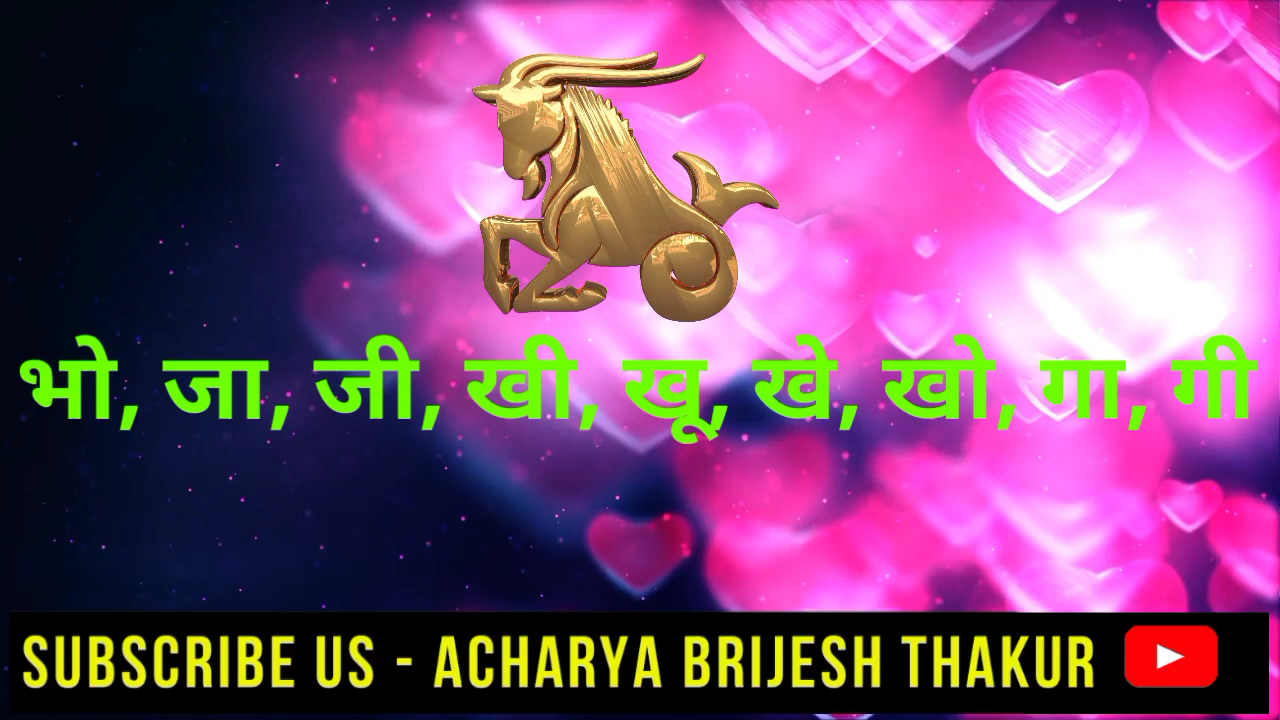 भो, जा, जी, खी, खू, खे, खो, गा, गी
SUBSCRIBE US - ACHARYA BRIJESH THAKUR